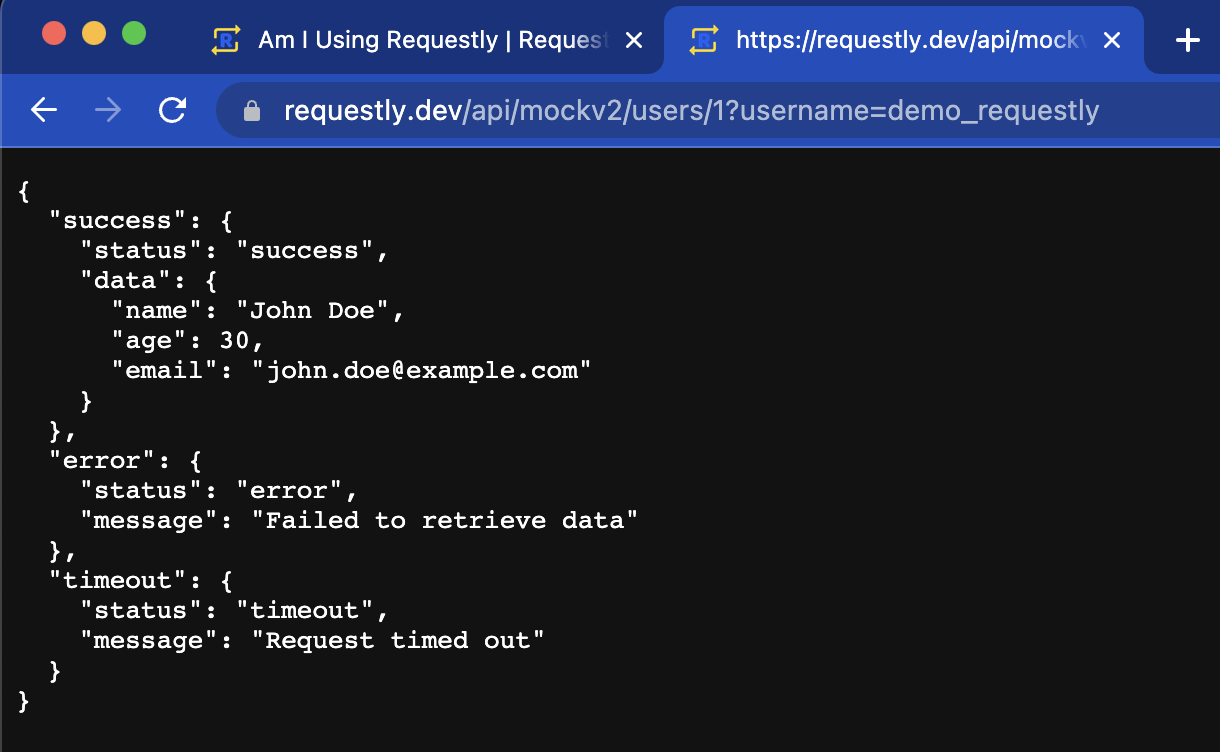 Am I Using Requestly | Request
https://requestly.dev/api/mockv
requestly.dev/api/mockv2/users/1?username=demo_requestly
{
  "success": {
    "status": "success",
    "data": {
      "name": "John Doe",
      "age": 30,
      "email": "john.doe@example.com"
    }
  },
  "error": {
    "status": "error",
    "message": "Failed to retrieve data"
  },
  "timeout": {
    "status": "timeout",
    "message": "Request timed out"
  }
}